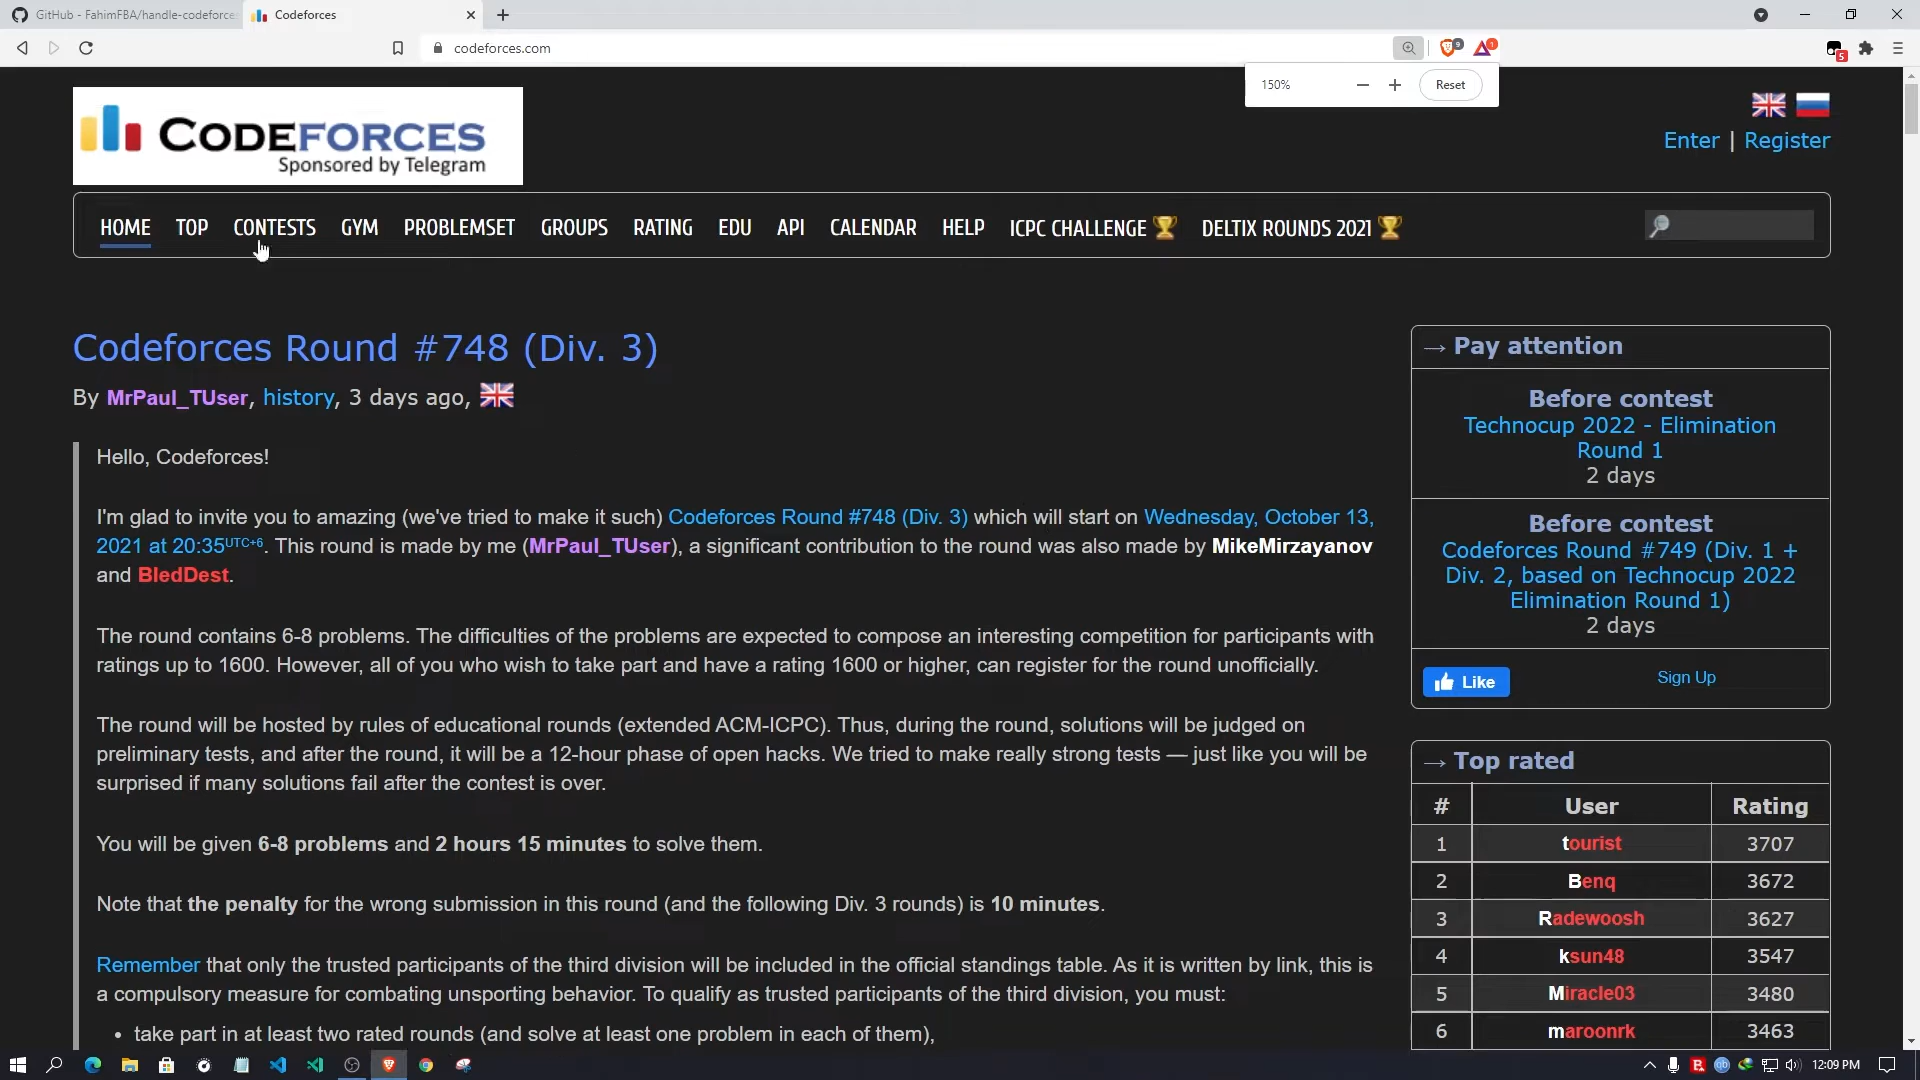 GitHub - FahimFBA/handle-codeforce
Codeforces
codeforces.com
9
1
5
150%
Reset
CODEFORCES
Sponsored by Telegram
Enter | Register
HOME TOP CONTESTS GYM PROBLEMSET GROUPS RATING EDU API CALENDAR HELP ICPC CHALLENGE DELTIX ROUNDS 2021
Codeforces Round #748 (Div. 3)
By MrPaul_TUser, history, 3 days ago,
Hello, Codeforces!
I'm glad to invite you to amazing (we've tried to make it such) Codeforces Round #748 (Div. 3) which will start on Wednesday, October 13,
2021 at 20:35UTC+6. This round is made by me (MrPaul_TUser), a significant contribution to the round was also made by MikeMirzayanov
and BledDest.
The round contains 6-8 problems. The difficulties of the problems are expected to compose an interesting competition for participants with
ratings up to 1600. However, all of you who wish to take part and have a rating 1600 or higher, can register for the round unofficially.
The round will be hosted by rules of educational rounds (extended ACM-ICPC). Thus, during the round, solutions will be judged on
preliminary tests, and after the round, it will be a 12-hour phase of open hacks. We tried to make really strong tests — just like you will be
surprised if many solutions fail after the contest is over.
You will be given 6-8 problems and 2 hours 15 minutes to solve them.
Note that the penalty for the wrong submission in this round (and the following Div. 3 rounds) is 10 minutes.
Remember that only the trusted participants of the third division will be included in the official standings table. As it is written by link, this is
a compulsory measure for combating unsporting behavior. To qualify as trusted participants of the third division, you must:
• take part in at least two rated rounds (and solve at least one problem in each of them),
→ Pay attention
Before contest
Technocup 2022 - Elimination
Round 1
2 days
Before contest
Codeforces Round #749 (Div. 1 +
Div. 2, based on Technocup 2022
Elimination Round 1)
2 days
Like
Sign Up
→ Top rated
# User Rating
1 tourist 3707
2 Benq 3672
3 Radewoosh 3627
4 ksun48 3547
5 Miracle03 3480
6 maroonrk 3463
12:09 PM